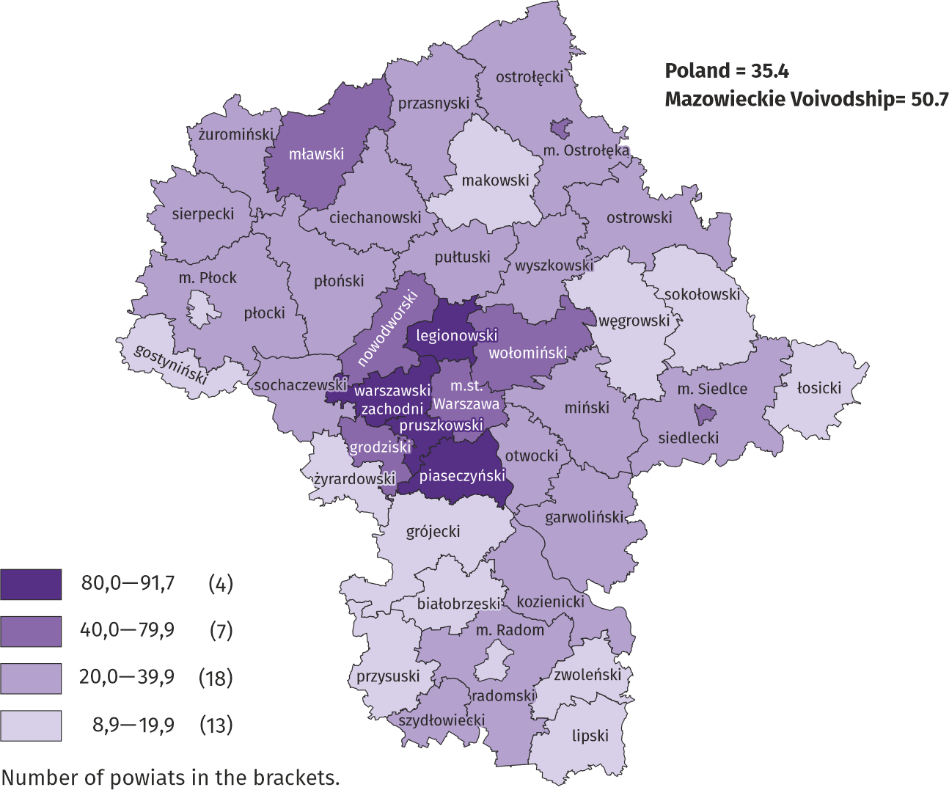 ostrołęcki
Poland = 35.4
Mazowieckie Voivodship= 50.7
przasnyski
żuromiński
mławski
m. Ostrołęka
makowski
sierpecki
ciechanowski
ostrowski
pułtuski
wyszkowski
m. Płock
płoński
sokołowski
płocki
nowodworski
węgrowski
legionowski
wołomiński
gostyniński
sochaczewski
warszawski
zachodni
m.st.
Warszawa
m. Siedlce
łosicki
miński
pruszkowski
siedlecki
grodziski
otwocki
żyrardowski
piaseczyński
garwoliński
grójecki
80,0—91,7 (4)
białobrzeski
kozienicki
40,0—79,9 (7)
m. Radom
20,0—39,9 (18)
przysuski
zwoleński
radomski
8,9—19,9 (13)
szydłowiecki
lipski
Number of powiats in the brackets.